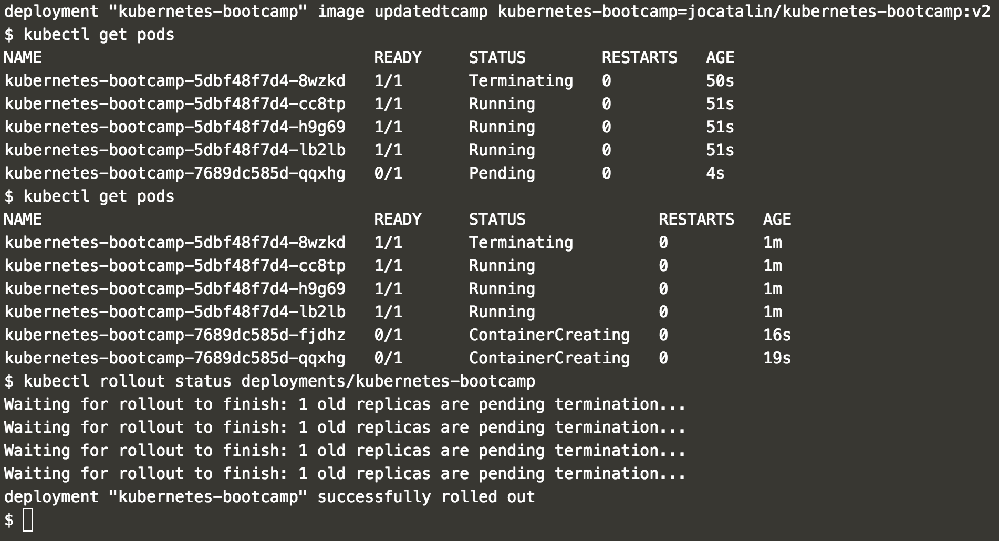 deployment "kubernetes-bootcamp" image updatedtcamp kubernetes-bootcamp=jocatalin/kubernetes-bootcamp:v2
$ kubectl get pods
NAME READY STATUS RESTARTS AGE
kubernetes-bootcamp-5dbf48f7d4-8wzkd 1/1 Terminating 0 50s
kubernetes-bootcamp-5dbf48f7d4-cc8tp 1/1 Running 0 51s
kubernetes-bootcamp-5dbf48f7d4-h9g69 1/1 Running 0 51s
kubernetes-bootcamp-5dbf48f7d4-lb2lb 1/1 Running 0 51s
kubernetes-bootcamp-7689dc585d-qqxhg 0/1 Pending 0 4s
$ kubectl get pods
NAME READY STATUS RESTARTS AGE
kubernetes-bootcamp-5dbf48f7d4-8wzkd 1/1 Terminating 0 1m
kubernetes-bootcamp-5dbf48f7d4-cc8tp 1/1 Running 0 1m
kubernetes-bootcamp-5dbf48f7d4-h9g69 1/1 Running 0 1m
kubernetes-bootcamp-5dbf48f7d4-lb2lb 1/1 Running 0 1m
kubernetes-bootcamp-7689dc585d-fjdhz 0/1 ContainerCreating 0 16s
kubernetes-bootcamp-7689dc585d-qqxhg 0/1 ContainerCreating 0 19s
$ kubectl rollout status deployments/kubernetes-bootcamp
Waiting for rollout to finish: 1 old replicas are pending termination...
Waiting for rollout to finish: 1 old replicas are pending termination...
Waiting for rollout to finish: 1 old replicas are pending termination...
Waiting for rollout to finish: 1 old replicas are pending termination...
deployment "kubernetes-bootcamp" successfully rolled out
$